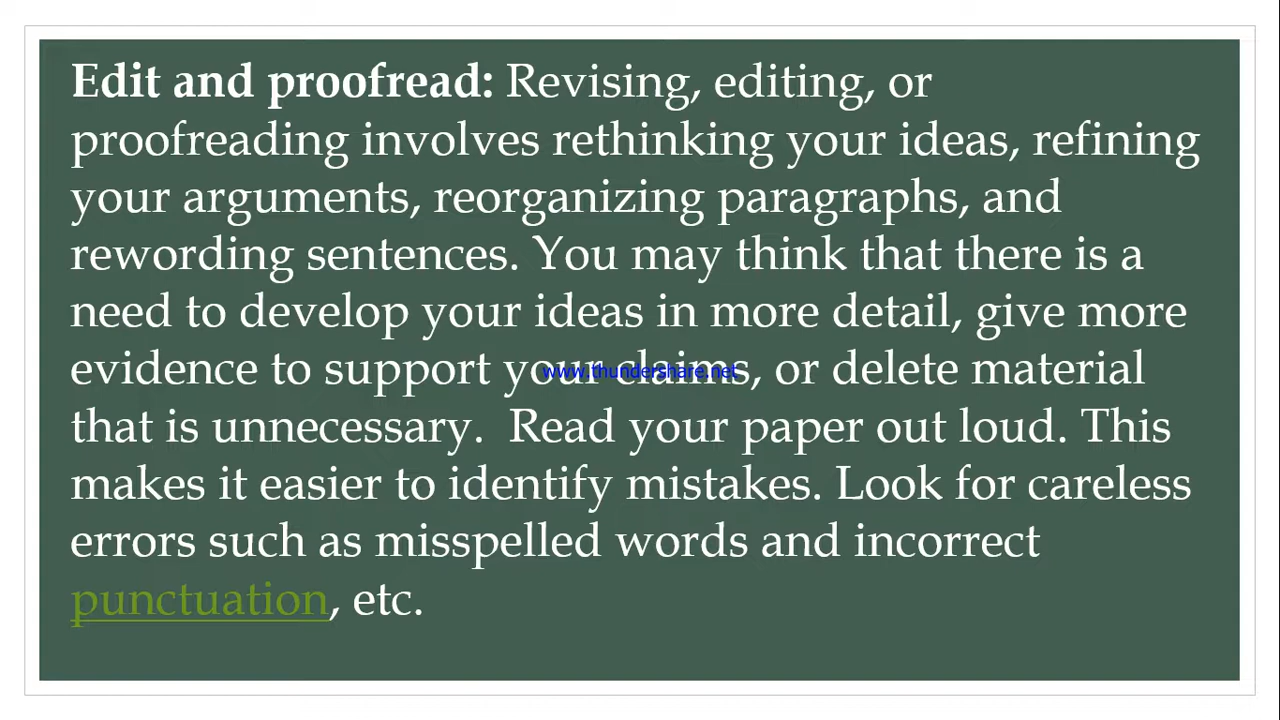 Edit and proofread: Revising, editing, or
proofreading involves rethinking your ideas, refining
your arguments, reorganizing paragraphs, and
rewording sentences. You may think that there is a
need to develop your ideas in more detail, give more
evidence to support your claims, or delete material
www.thundershare.net
that is unnecessary.  Read your paper out loud. This
makes it easier to identify mistakes. Look for careless
errors such as misspelled words and incorrect
punctuation, etc.